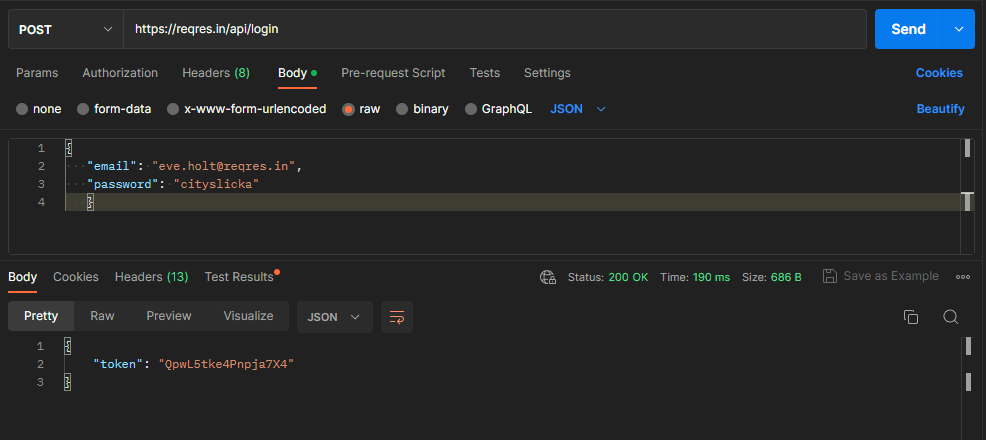 POST https://reqres.in/api/login Send
Params Authorization Headers (8) Body Pre-request Script Tests Settings Cookies
none form-data x-www-form-urlencoded raw binary GraphQL JSON Beautify
1 {
2 "email": "eve.holt@reqres.in",
3 "password": "cityslicka"
4 }
Body Cookies Headers (13) Test Results Status: 200 OK Time: 190 ms Size: 686 B Save as Example
Pretty Raw Preview Visualize JSON
1 {
2 "token": "QpwL5tke4Pnpja7X4"
3 }